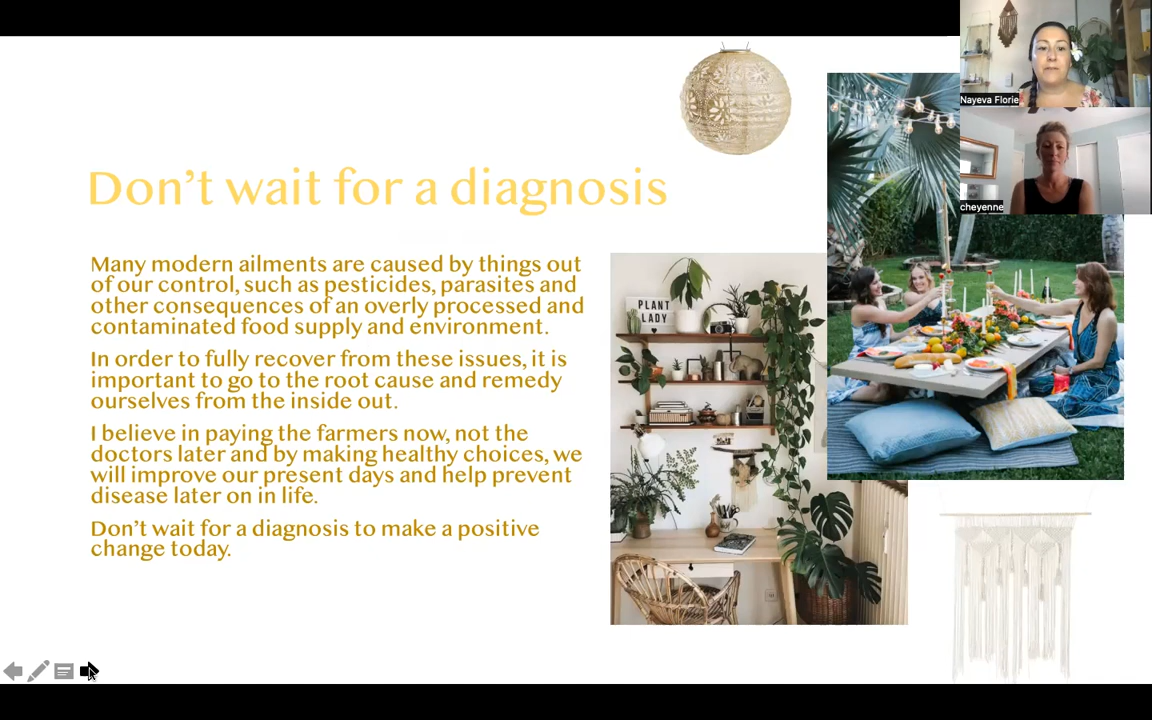 Nayeva Florie
cheyenne
Don't wait for a diagnosis
Many modern ailments are caused by things out
of our control, such as pesticides, parasites and
other consequences of an overly processed and
contaminated food supply and environment.
In order to fully recover from these issues, it is
important to go to the root cause and remedy
ourselves from the inside out.
I believe in paying the farmers now, not the
doctors later and by making healthy choices, we
will improve our present days and help prevent
disease later on in life.
Don't wait for a diagnosis to make a positive
change today.
PLANT
LADY